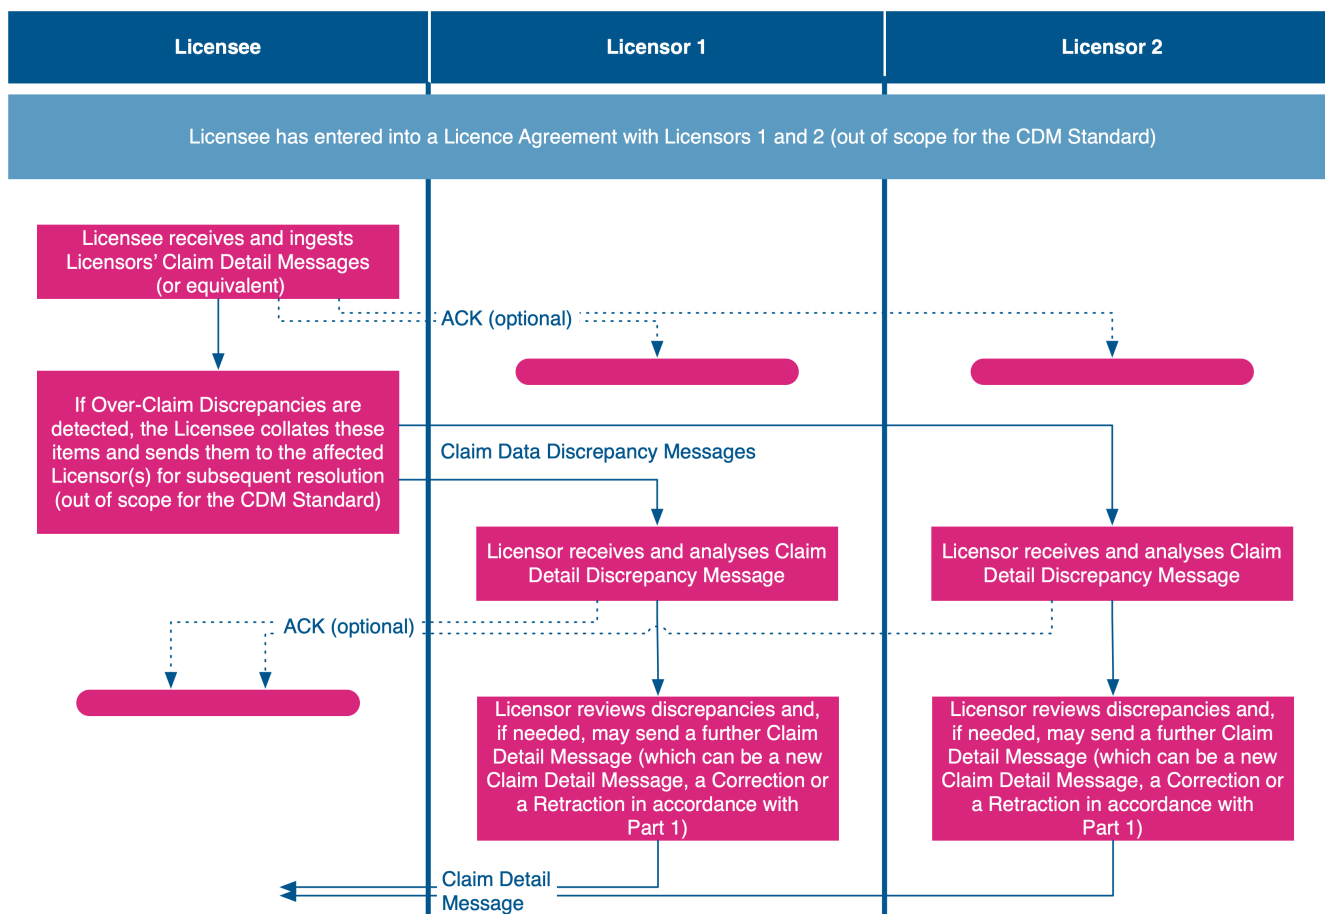 Licensee
Licensor 1
Licensor 2
Licensee has entered into a Licence Agreement with Licensors 1 and 2 (out of scope for the CDM Standard)
Licensee receives and ingests
Licensors’ Claim Detail Messages
(or equivalent)
ACK (optional)
If Over-Claim Discrepancies are
detected, the Licensee collates these
items and sends them to the affected
Licensor(s) for subsequent resolution
(out of scope for the CDM Standard)
Claim Data Discrepancy Messages
Licensor receives and analyses Claim
Detail Discrepancy Message
Licensor receives and analyses Claim
Detail Discrepancy Message
ACK (optional)
Licensor reviews discrepancies and,
if needed, may send a further Claim
Detail Message (which can be a new
Claim Detail Message, a Correction or
a Retraction in accordance with
Part 1)
Licensor reviews discrepancies and,
if needed, may send a further Claim
Detail Message (which can be a new
Claim Detail Message, a Correction or
a Retraction in accordance with
Part 1)
Claim Detail
Message